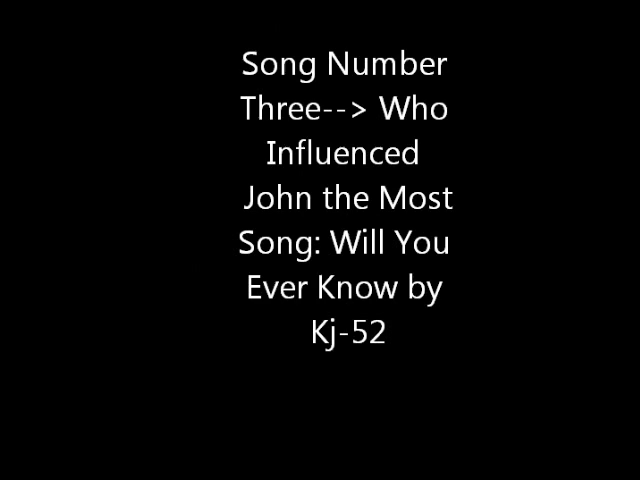 Song Number
Three--> Who
Influenced
John the Most
Song: Will You
Ever Know by
Kj-52